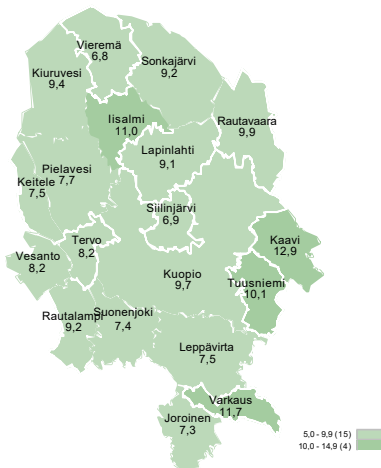 Vieremä
6,8
Sonkajärvi
9,2
Kiuruvesi
9,4
Iisalmi
11,0
Rautavaara
9,9
Lapinlahti
9,1
Pielavesi
7,7
Keitele
7,5
Siilinjärvi
6,9
Kaavi
12,9
Tervo
8,2
Vesanto
8,2
Kuopio
9,7
Tuusniemi
10,1
Rautalampi
9,2
Suonenjoki
7,4
Leppävirta
7,5
Varkaus
11,7
Joroinen
7,3
5,0 - 9,9 (15)
10,0 - 14,9 (4)